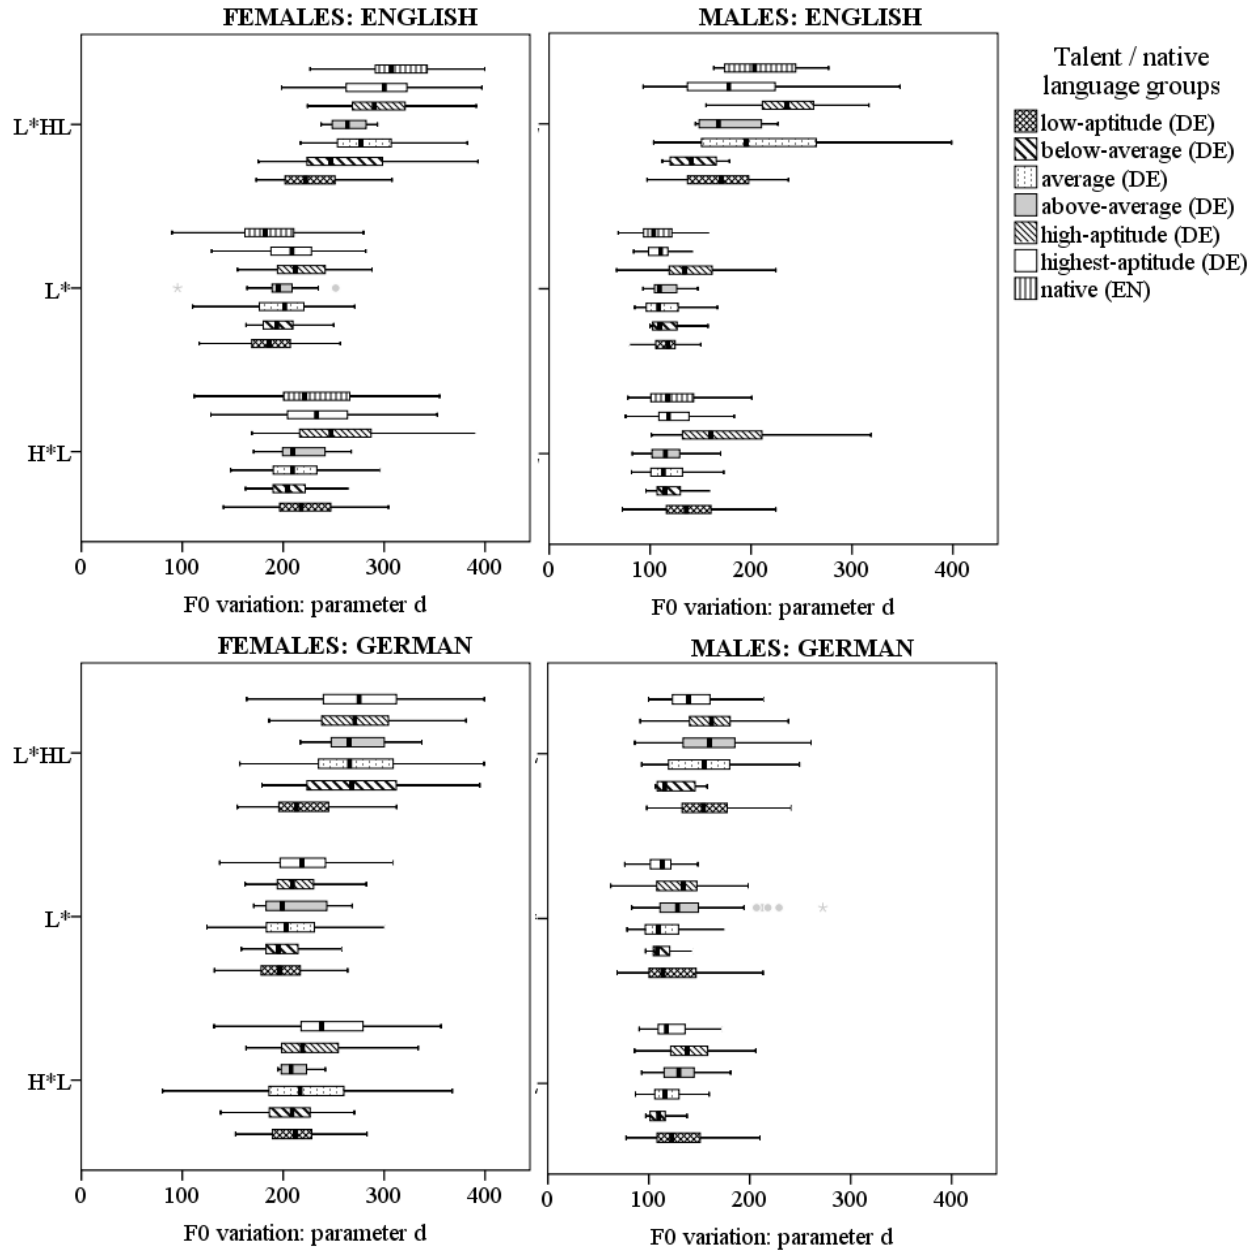 FEMALES: ENGLISH
MALES: ENGLISH
Talent / native
language groups
low-aptitude (DE)
below-average (DE)
average (DE)
above-average (DE)
high-aptitude (DE)
highest-aptitude (DE)
native (EN)
L*HL
L*
H*L
0 100 200 300 400
F0 variation: parameter d
0 100 200 300 400
F0 variation: parameter d
FEMALES: GERMAN
MALES: GERMAN
L*HL
L*
H*L
0 100 200 300 400
F0 variation: parameter d
0 100 200 300 400
F0 variation: parameter d